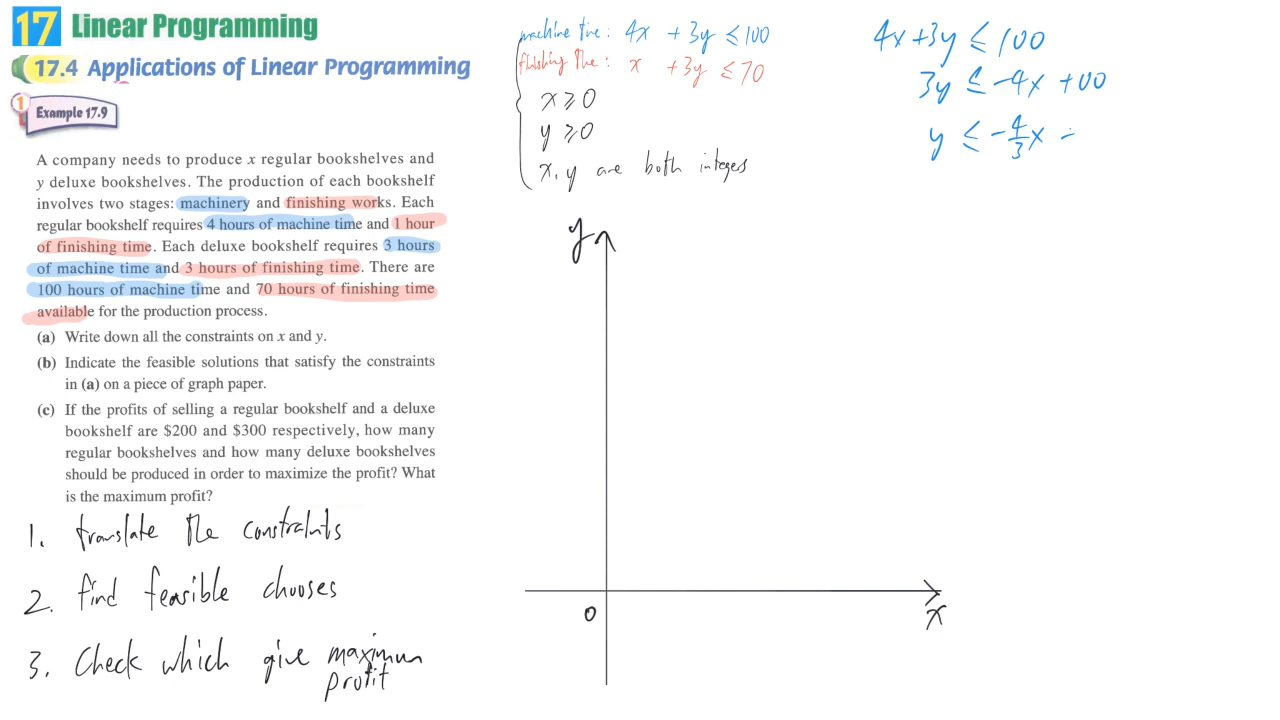 17 Linear Programming
17.4 Applications of Linear Programming
1
Example 17.9
A company needs to produce x regular bookshelves and
y deluxe bookshelves. The production of each bookshelf
involves two stages: machinery and finishing works. Each
regular bookshelf requires 4 hours of machine time and 1 hour
of finishing time. Each deluxe bookshelf requires 3 hours
of machine time and 3 hours of finishing time. There are
100 hours of machine time and 70 hours of finishing time
available for the production process.
(a) Write down all the constraints on x and y.
(b) Indicate the feasible solutions that satisfy the constraints
in (a) on a piece of graph paper.
(c) If the profits of selling a regular bookshelf and a deluxe
bookshelf are $200 and $300 respectively, how many
regular bookshelves and how many deluxe bookshelves
should be produced in order to maximize the profit? What
is the maximum profit?
1. translate the constraints
2. find feasible chooses
3. Check which give maximum
profit
machine time: 4x + 3y ≤ 100
finishing time: x + 3y ≤ 70
x ≥ 0
y ≥ 0
x, y are both integers
4x + 3y ≤ 100
3y ≤ -4x + 100
y ≤ -4/3 x
y
0
x